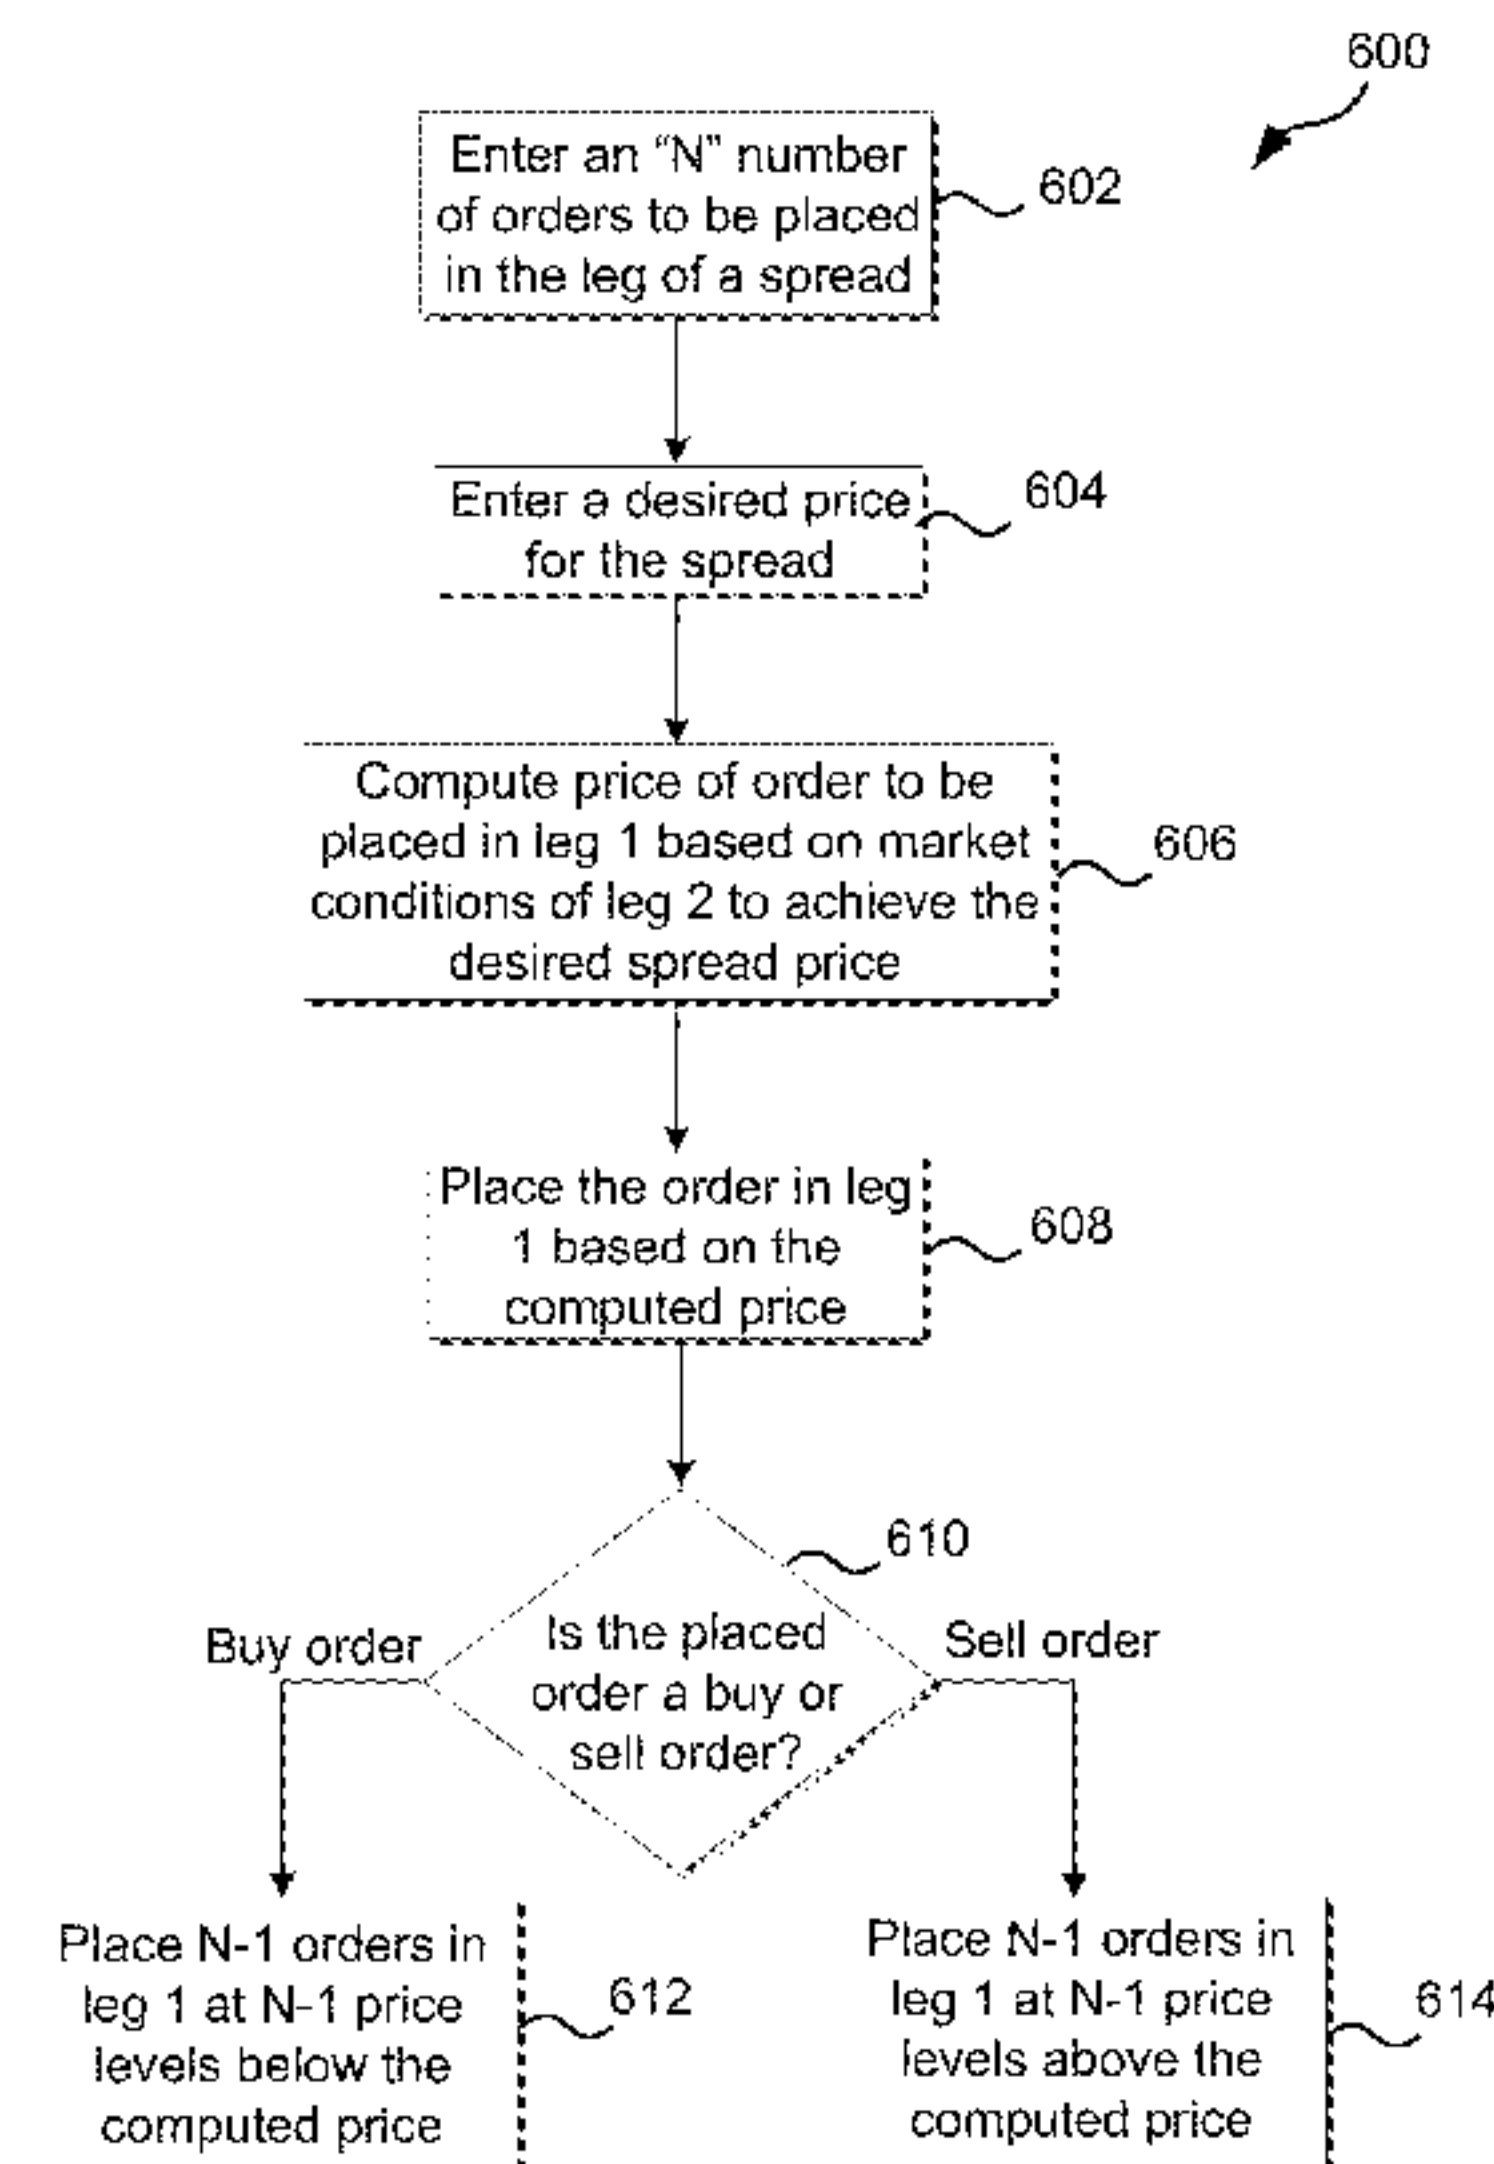 600
Enter an “N” number
of orders to be placed
in the leg of a spread
602
Enter a desired price
for the spread
604
Compute price of order to be
placed in leg 1 based on market
conditions of leg 2 to achieve the
desired spread price
606
Place the order in leg
1 based on the
computed price
608
610
Is the placed
order a buy or
sell order?
Buy order
Sell order
Place N-1 orders in
leg 1 at N-1 price
levels below the
computed price
612
Place N-1 orders in
leg 1 at N-1 price
levels above the
computed price
614